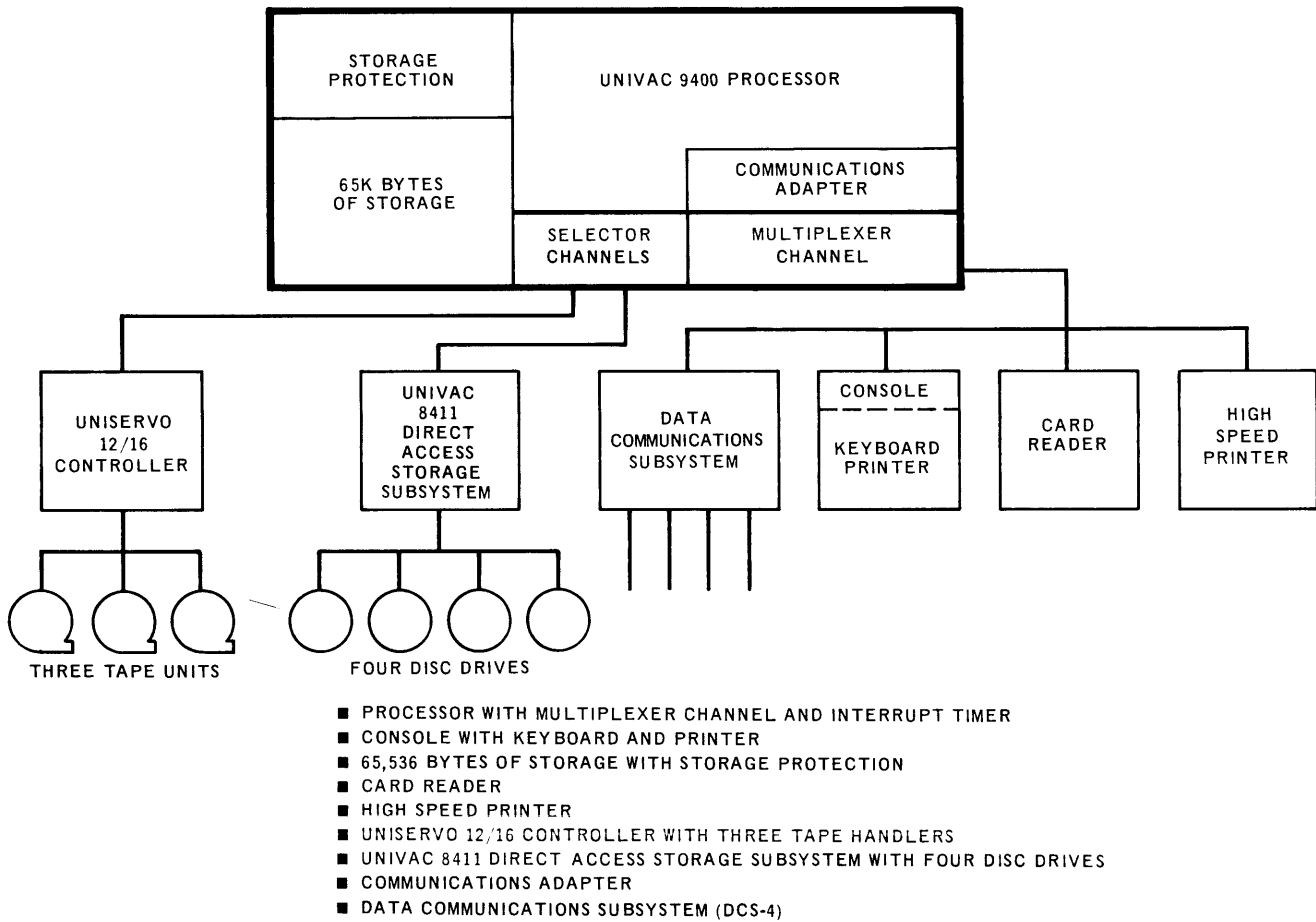 STORAGE
PROTECTION
UNIVAC 9400 PROCESSOR
65K BYTES
OF STORAGE
COMMUNICATIONS
ADAPTER
SELECTOR
CHANNELS
MULTIPLEXER
CHANNEL
UNISERVO
12/16
CONTROLLER
UNIVAC
8411
DIRECT
ACCESS
STORAGE
SUBSYSTEM
DATA
COMMUNICATIONS
SUBSYSTEM
CONSOLE
KEYBOARD
PRINTER
CARD
READER
HIGH
SPEED
PRINTER
THREE TAPE UNITS
FOUR DISC DRIVES
■ PROCESSOR WITH MULTIPLEXER CHANNEL AND INTERRUPT TIMER
■ CONSOLE WITH KEYBOARD AND PRINTER
■ 65,536 BYTES OF STORAGE WITH STORAGE PROTECTION
■ CARD READER
■ HIGH SPEED PRINTER
■ UNISERVO 12/16 CONTROLLER WITH THREE TAPE HANDLERS
■ UNIVAC 8411 DIRECT ACCESS STORAGE SUBSYSTEM WITH FOUR DISC DRIVES
■ COMMUNICATIONS ADAPTER
■ DATA COMMUNICATIONS SUBSYSTEM (DCS-4)